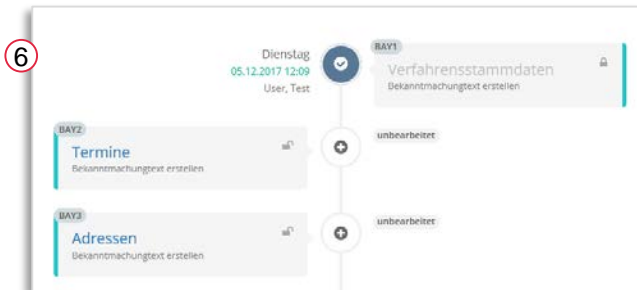 6
Dienstag
05.12.2017 12:09
User, Test
BAY1
Verfahrensstammdaten
Bekanntmachungtext erstellen
BAY2
Termine
Bekanntmachungtext erstellen
unbearbeitet
BAY3
Adressen
Bekanntmachungtext erstellen
unbearbeitet